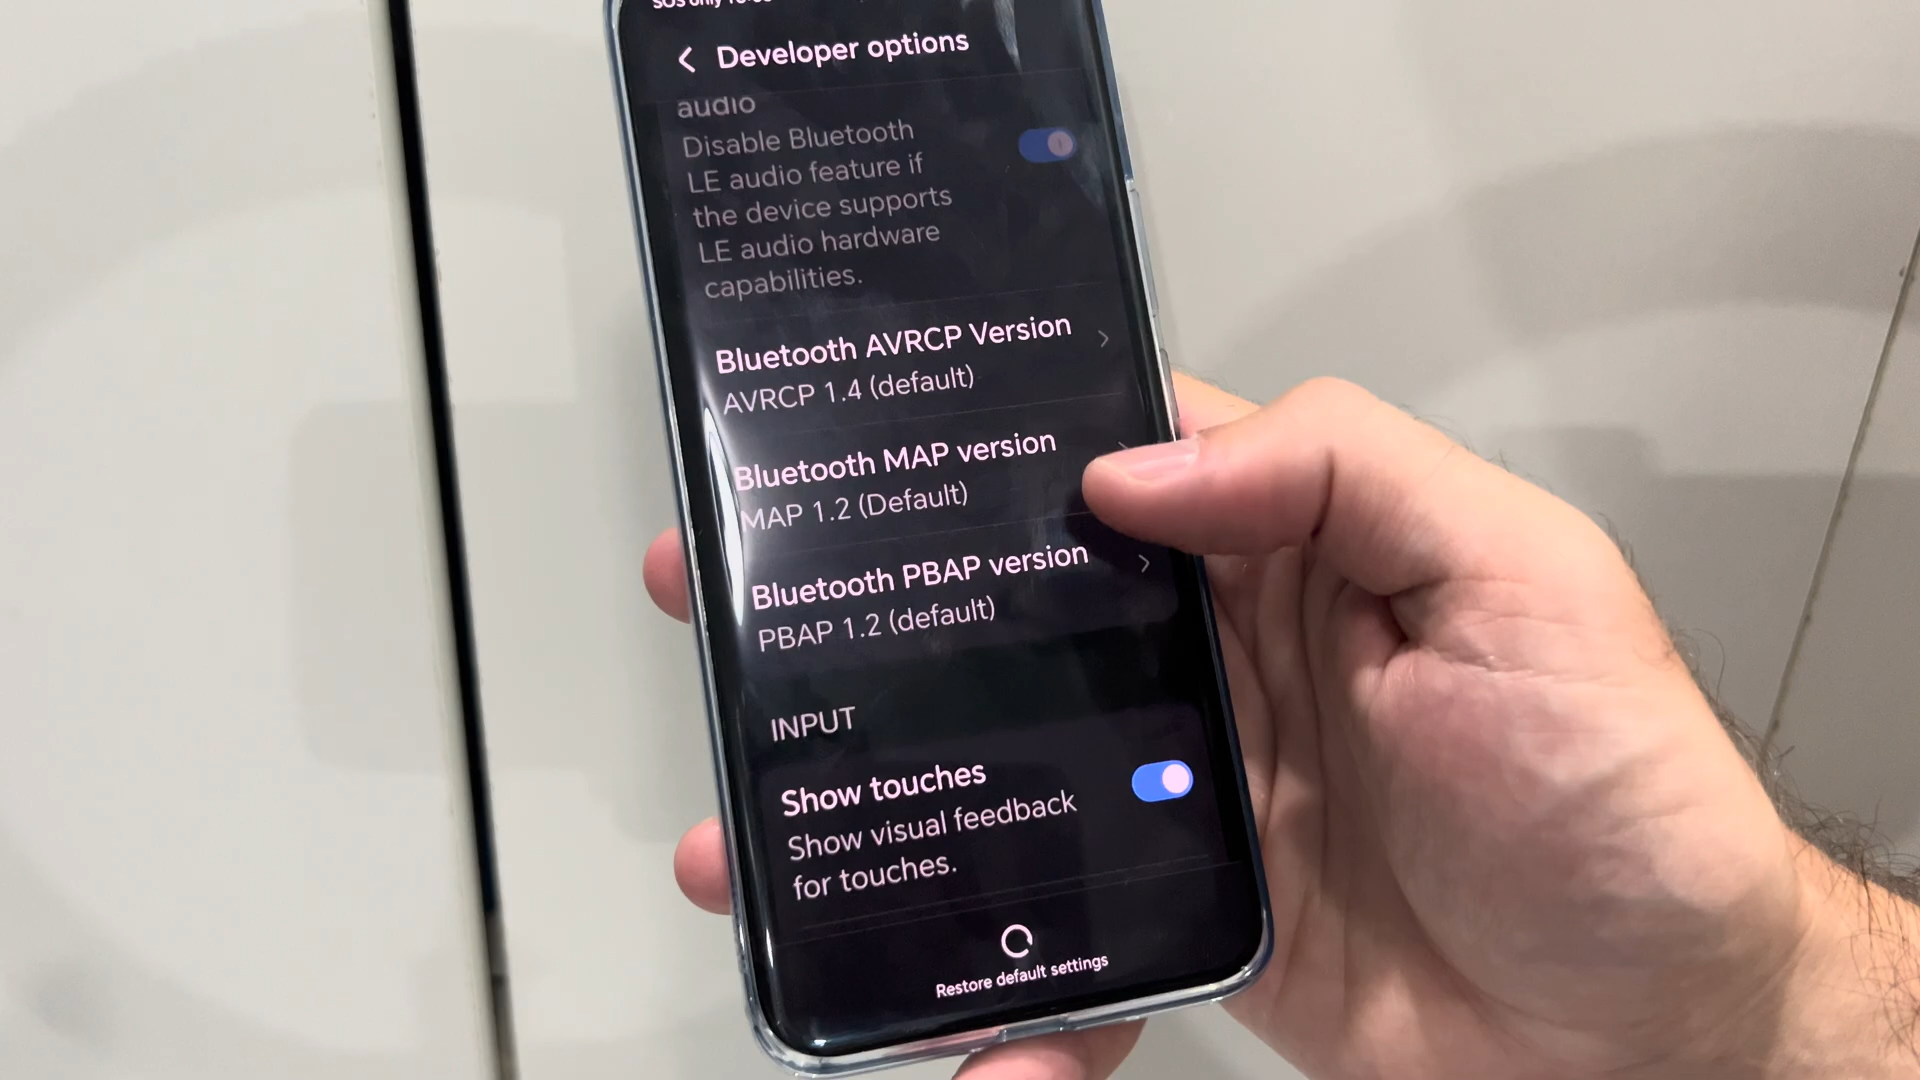 SOS only
Developer options
audio
Disable Bluetooth
LE audio feature if
the device supports
LE audio hardware
capabilities.
Bluetooth AVRCP Version
AVRCP 1.4 (default)
Bluetooth MAP version
MAP 1.2 (Default)
Bluetooth PBAP version
PBAP 1.2 (default)
INPUT
Show touches
Show visual feedback
for touches.
Restore default settings